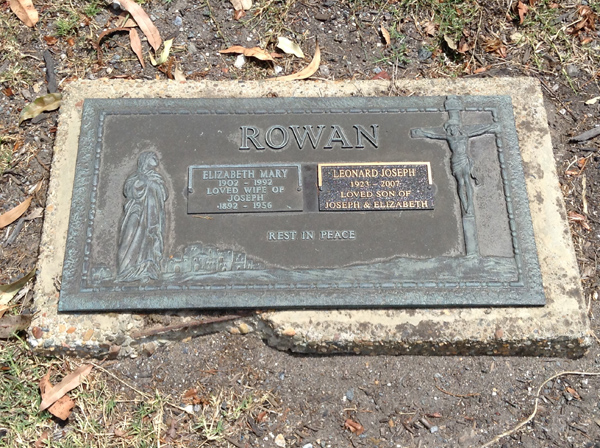 ROWAN
ELIZABETH MARY
1902 - 1992
LOVED WIFE OF
JOSEPH
1892 - 1956
LEONARD JOSEPH
1923 - 2007
LOVED SON OF
JOSEPH & ELIZABETH
REST IN PEACE